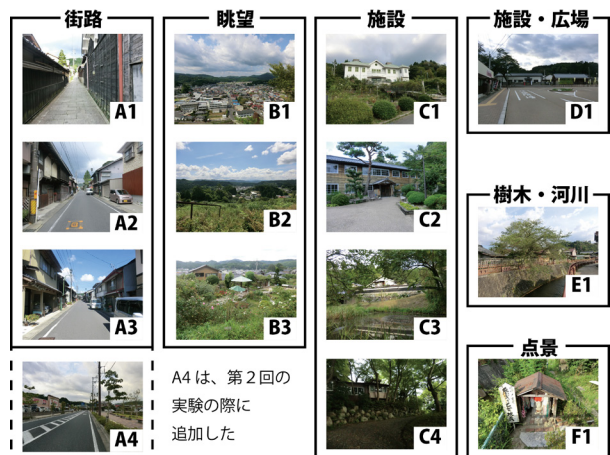 街路
A1
A2
A3
A4
眺望
B1
B2
B3
A4 は、第２回の
実験の際に
追加した
施設
C1
C2
C3
C4
施設・広場
D1
樹木・河川
E1
点景
F1